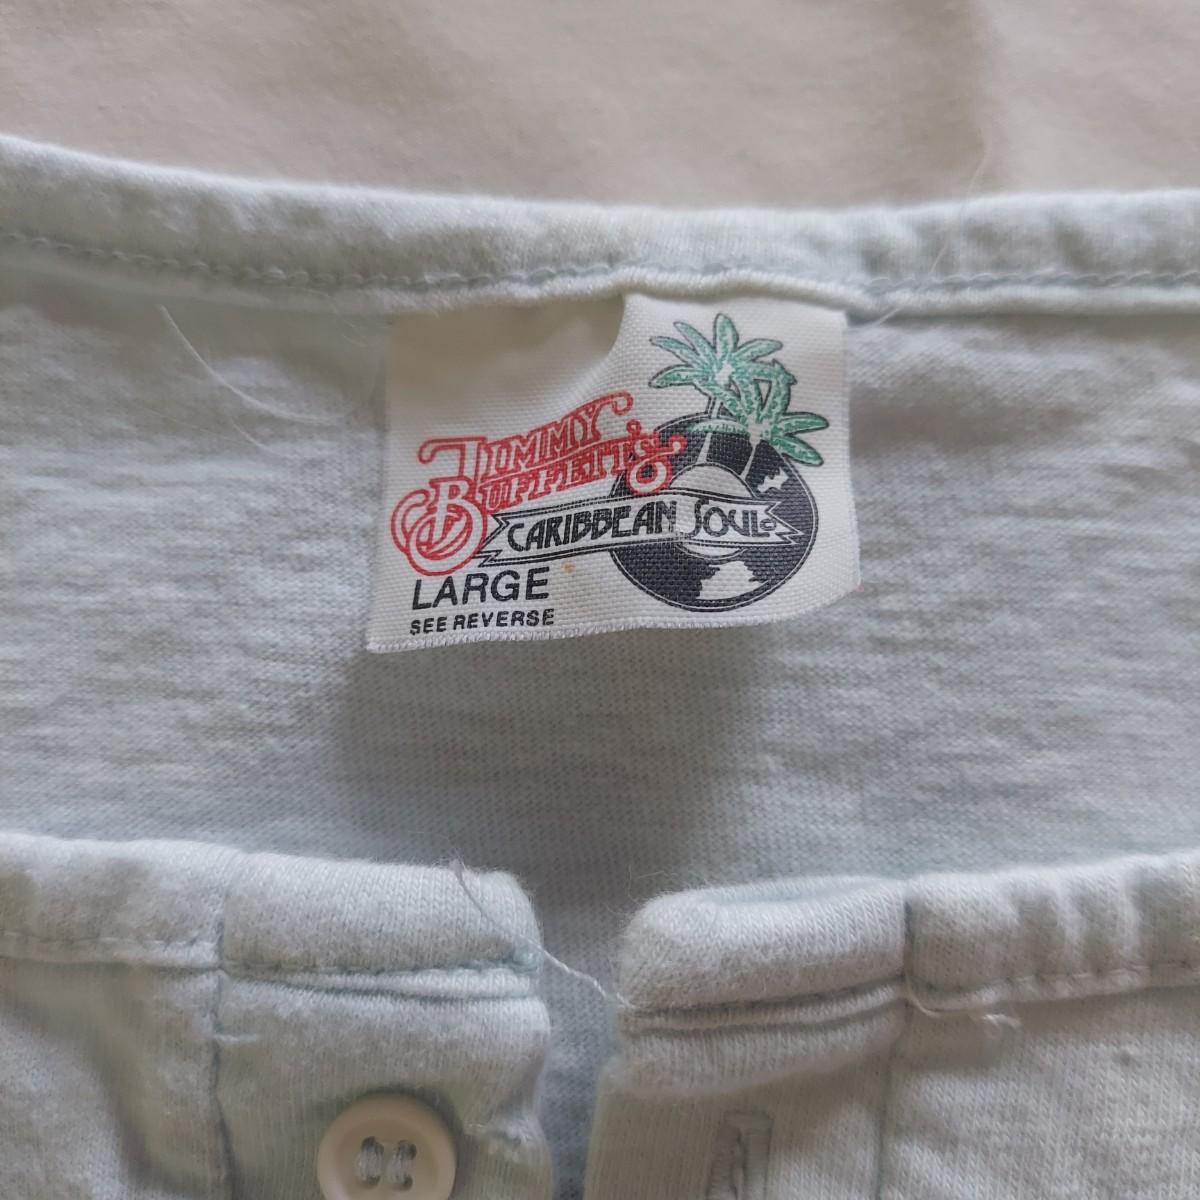 JIMMY
BUFFETT'S
CARIBBEAN SOUL
LARGE
SEE REVERSE